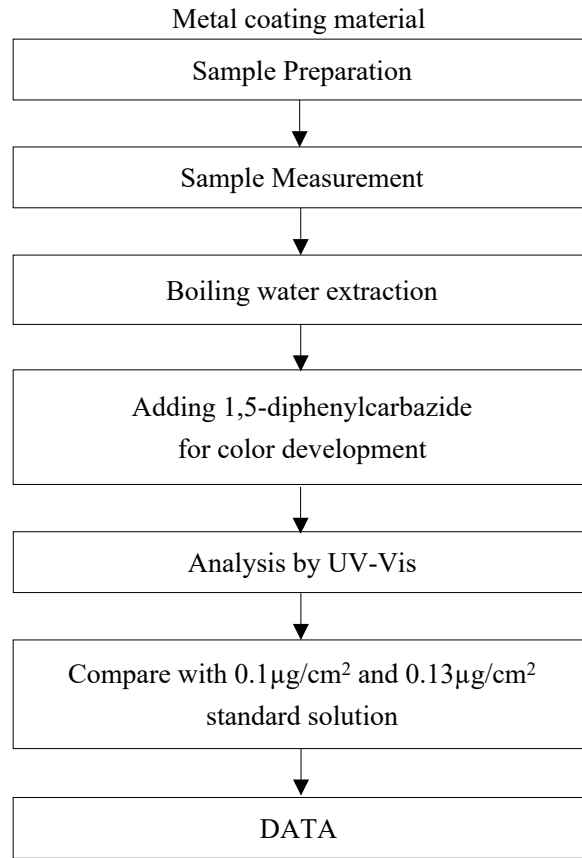 Metal coating material
Sample Preparation
Sample Measurement
Boiling water extraction
Adding 1,5-diphenylcarbazide
for color development
Analysis by UV-Vis
Compare with 0.1µg/cm² and 0.13µg/cm²
standard solution
DATA